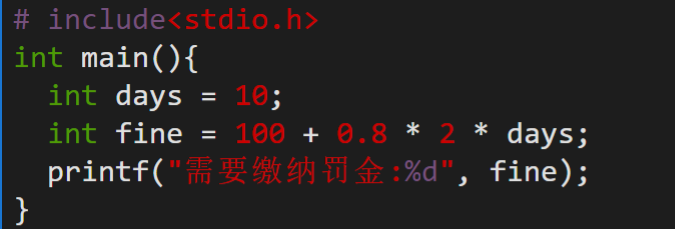 # include<stdio.h>
int main(){
  int days = 10;
  int fine = 100 + 0.8 * 2 * days;
  printf("需要缴纳罚金:%d", fine);
}